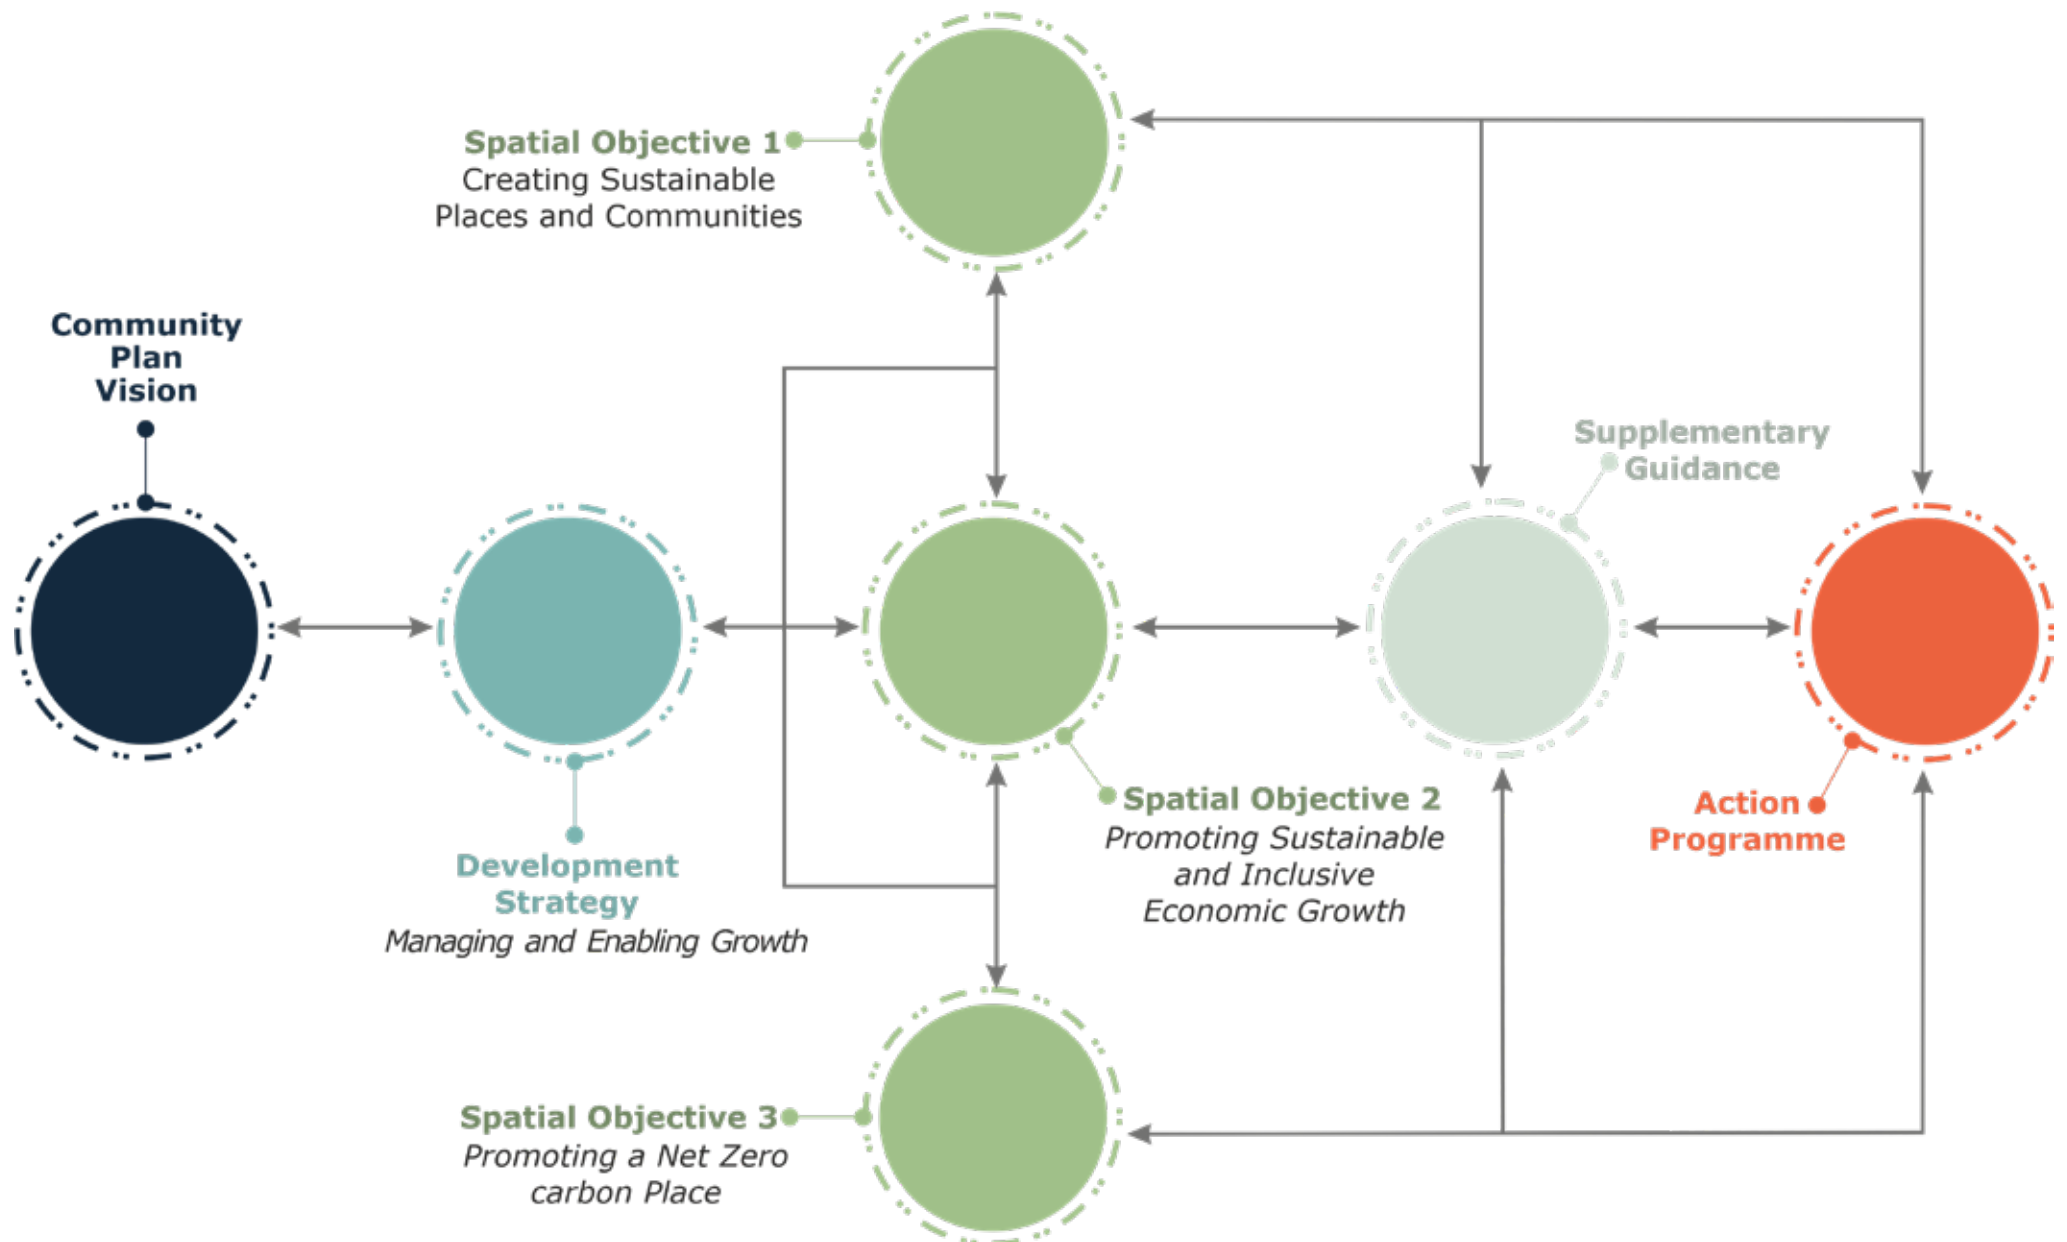 Spatial Objective 1
Creating Sustainable
Places and Communities
Community
Plan
Vision
Supplementary
Guidance
Development
Strategy
Managing and Enabling Growth
Spatial Objective 2
Promoting Sustainable
and Inclusive
Economic Growth
Action
Programme
Spatial Objective 3
Promoting a Net Zero
carbon Place